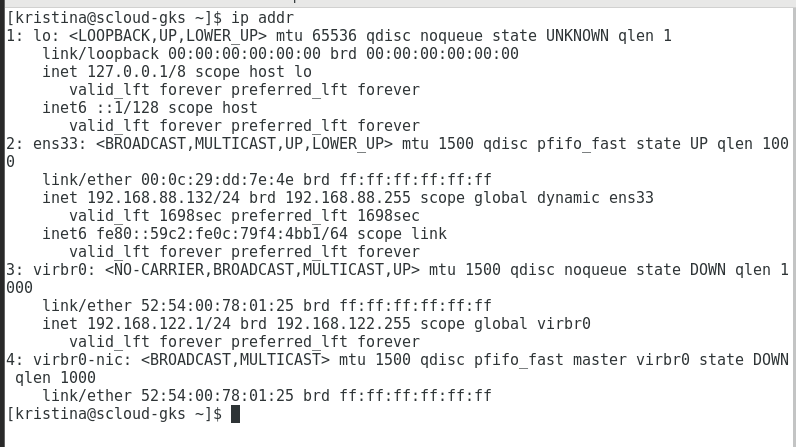 [kristina@scloud-gks ~]$ ip addr
1: lo: <LOOPBACK,UP,LOWER_UP> mtu 65536 qdisc noqueue state UNKNOWN qlen 1
    link/loopback 00:00:00:00:00:00 brd 00:00:00:00:00:00
    inet 127.0.0.1/8 scope host lo
       valid_lft forever preferred_lft forever
    inet6 ::1/128 scope host
       valid_lft forever preferred_lft forever
2: ens33: <BROADCAST,MULTICAST,UP,LOWER_UP> mtu 1500 qdisc pfifo_fast state UP qlen 100
0
    link/ether 00:0c:29:dd:7e:4e brd ff:ff:ff:ff:ff:ff
    inet 192.168.88.132/24 brd 192.168.88.255 scope global dynamic ens33
       valid_lft 1698sec preferred_lft 1698sec
    inet6 fe80::59c2:fe0c:79f4:4bb1/64 scope link
       valid_lft forever preferred_lft forever
3: virbr0: <NO-CARRIER,BROADCAST,MULTICAST,UP> mtu 1500 qdisc noqueue state DOWN qlen 1
000
    link/ether 52:54:00:78:01:25 brd ff:ff:ff:ff:ff:ff
    inet 192.168.122.1/24 brd 192.168.122.255 scope global virbr0
       valid_lft forever preferred_lft forever
4: virbr0-nic: <BROADCAST,MULTICAST> mtu 1500 qdisc pfifo_fast master virbr0 state DOWN
 qlen 1000
    link/ether 52:54:00:78:01:25 brd ff:ff:ff:ff:ff:ff
[kristina@scloud-gks ~]$